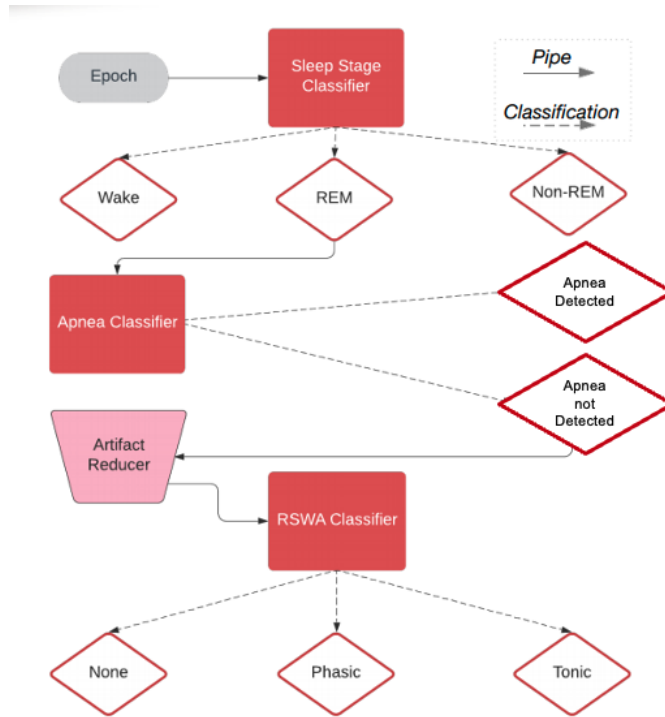 Epoch
Sleep Stage
Classifier
Pipe
Classification
Wake
REM
Non-REM
Apnea Classifier
Apnea
Detected
Apnea
not
Detected
Artifact
Reducer
RSWA Classifier
None
Phasic
Tonic